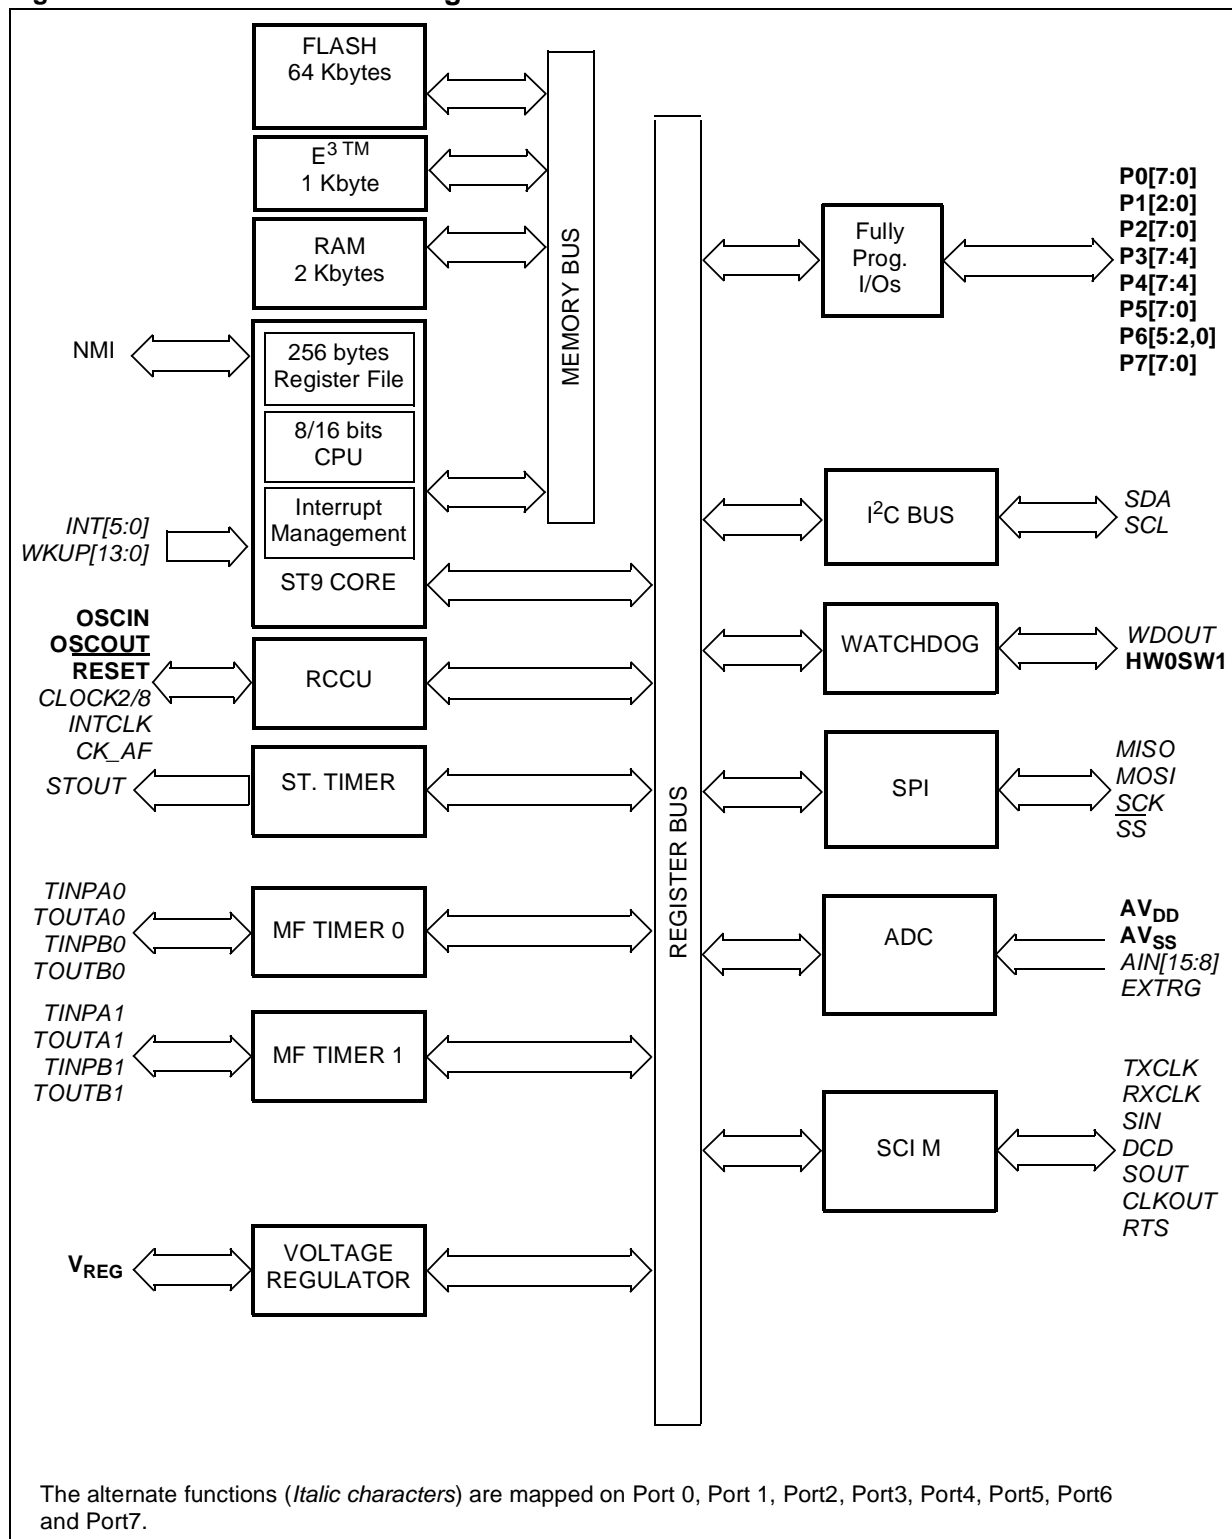 FLASH
64 Kbytes
E3 TM
1 Kbyte
RAM
2 Kbytes
NMI
256 bytes
Register File
8/16 bits
CPU
Interrupt
Management
ST9 CORE
INT[5:0]
WKUP[13:0]
OSCIN
OSCOUT
RESET
CLOCK2/8
INTCLK
CK_AF
RCCU
STOUT
ST. TIMER
TINPA0
TOUTA0
TINPB0
TOUTB0
MF TIMER 0
TINPA1
TOUTA1
TINPB1
TOUTB1
MF TIMER 1
VREG
VOLTAGE
REGULATOR
MEMORY BUS
REGISTER BUS
Fully
Prog.
I/Os
P0[7:0]
P1[2:0]
P2[7:0]
P3[7:4]
P4[7:4]
P5[7:0]
P6[5:2,0]
P7[7:0]
I2C BUS
SDA
SCL
WATCHDOG
WDOUT
HW0SW1
SPI
MISO
MOSI
SCK
SS
ADC
AVDD
AVSS
AIN[15:8]
EXTRG
SCI M
TXCLK
RXCLK
SIN
DCD
SOUT
CLKOUT
RTS
The alternate functions (Italic characters) are mapped on Port 0, Port 1, Port2, Port3, Port4, Port5, Port6
and Port7.